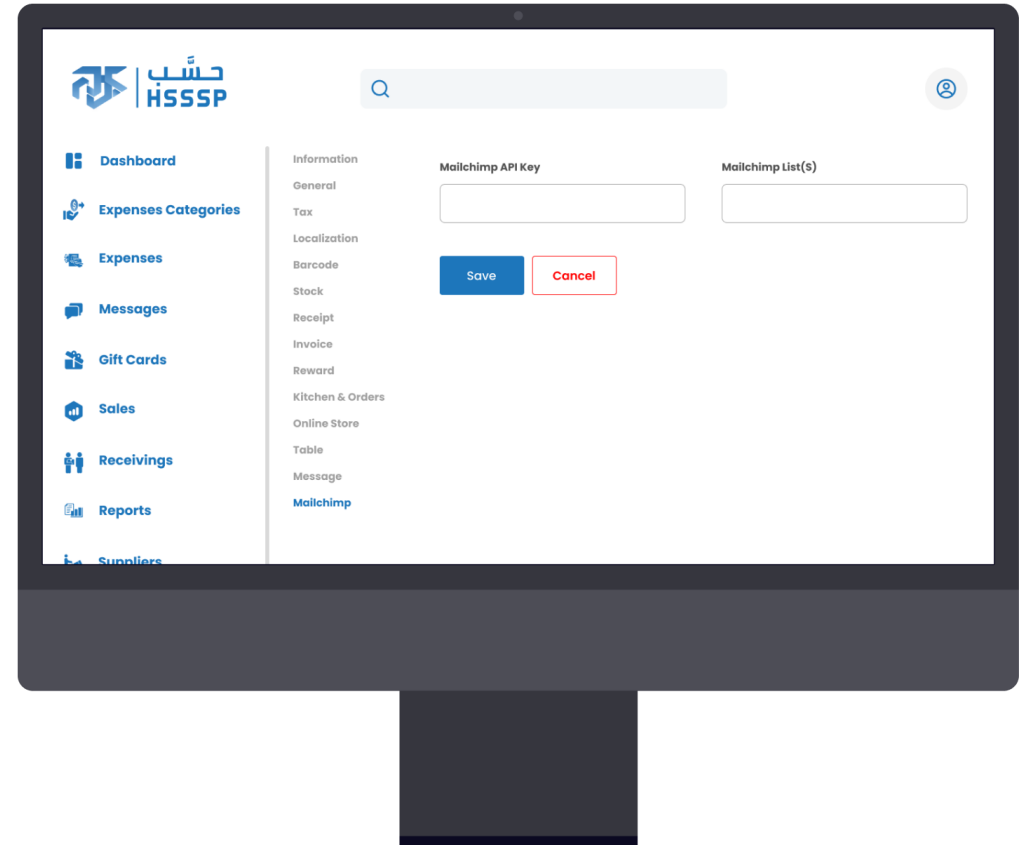 حسَّب
HSSSP
Dashboard
Expenses Categories
Expenses
Messages
Gift Cards
Sales
Receivings
Reports
Suppliers
Information
General
Tax
Localization
Barcode
Stock
Receipt
Invoice
Reward
Kitchen & Orders
Online Store
Table
Message
Mailchimp
Mailchimp API Key
Mailchimp List(S)
Save
Cancel